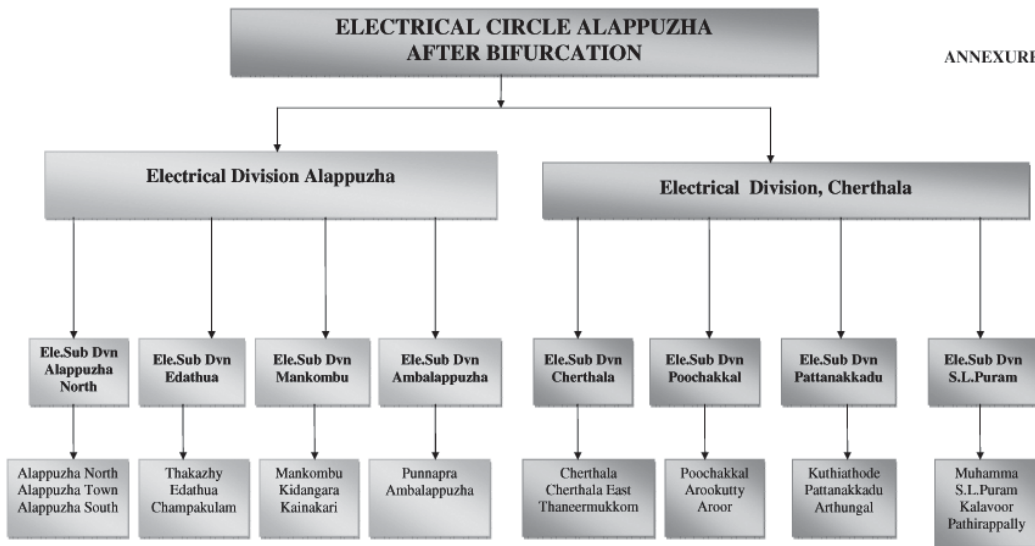 ELECTRICAL CIRCLE ALAPPUZHA
AFTER BIFURCATION
ANNEXURE
Electrical Division Alappuzha
Electrical Division, Cherthala
Ele.Sub Dvn
Alappuzha
North
Ele.Sub Dvn
Edathua
Ele.Sub Dvn
Mankombu
Ele.Sub Dvn
Ambalappuzha
Ele.Sub Dvn
Cherthala
Ele.Sub Dvn
Poochakkal
Ele.Sub Dvn
Pattanakkadu
Ele.Sub Dvn
S.L.Puram
Alappuzha North
Alappuzha Town
Alappuzha South
Thakazhy
Edathua
Champakulam
Mankombu
Kidangara
Kainakari
Punnapra
Ambalappuzha
Cherthala
Cherthala East
Thaneermukkom
Poochakkal
Arookutty
Aroor
Kuthiathode
Pattanakkadu
Arthungal
Muhamma
S.L.Puram
Kalavoor
Pathirappally